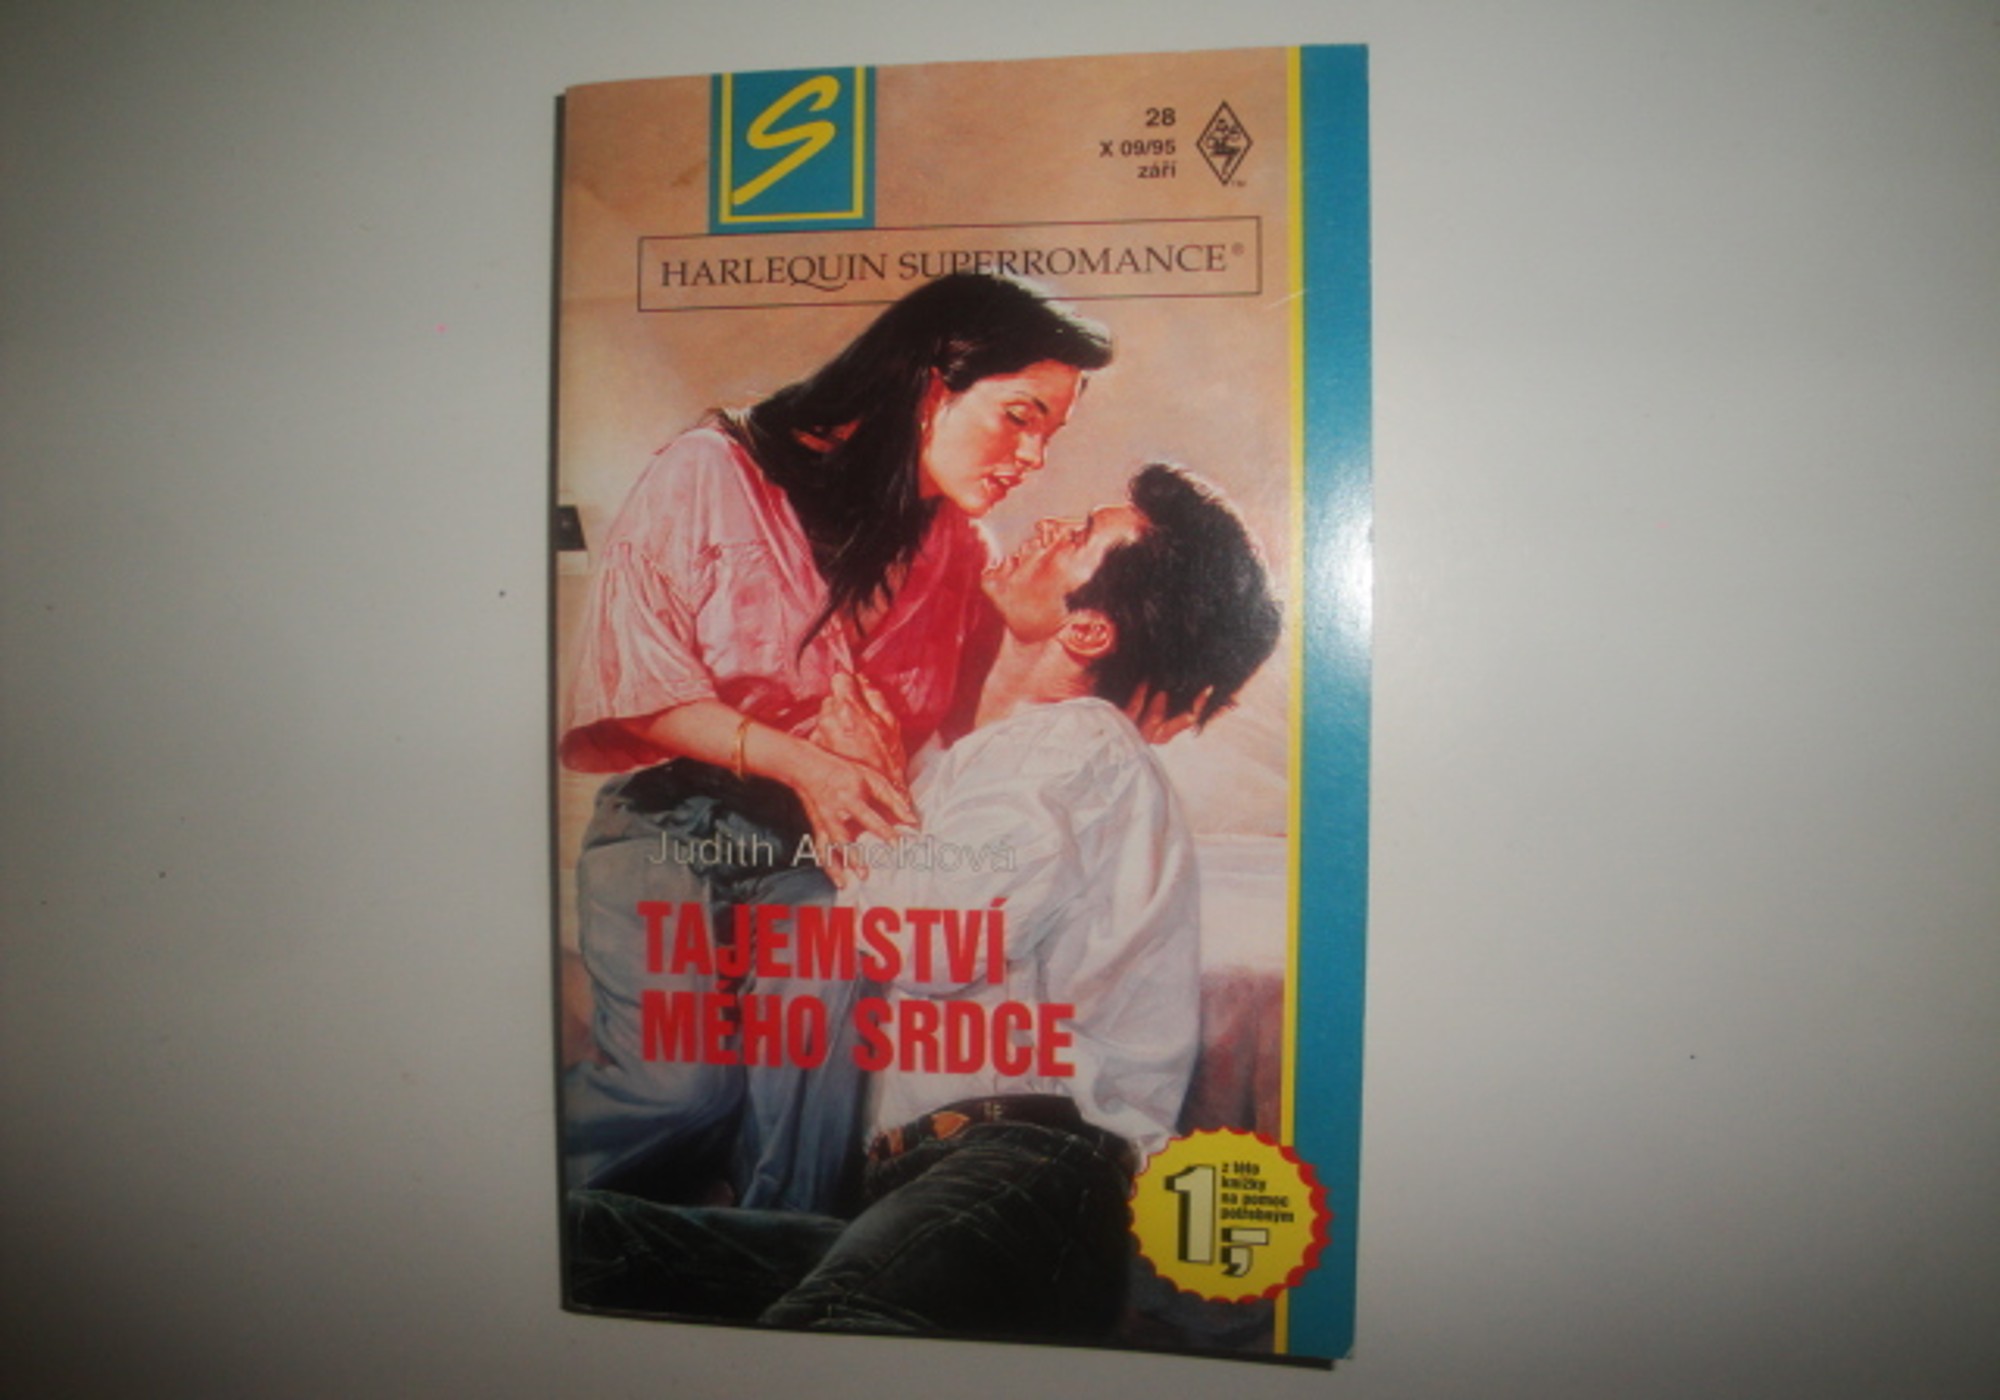 S
28
X 09/95
září
HARLEQUIN SUPERROMANCE®
Judith Arnoldová
TAJEMSTVÍ
MÉHO SRDCE
1,-
z této
knížky
na pomoc
potřebným